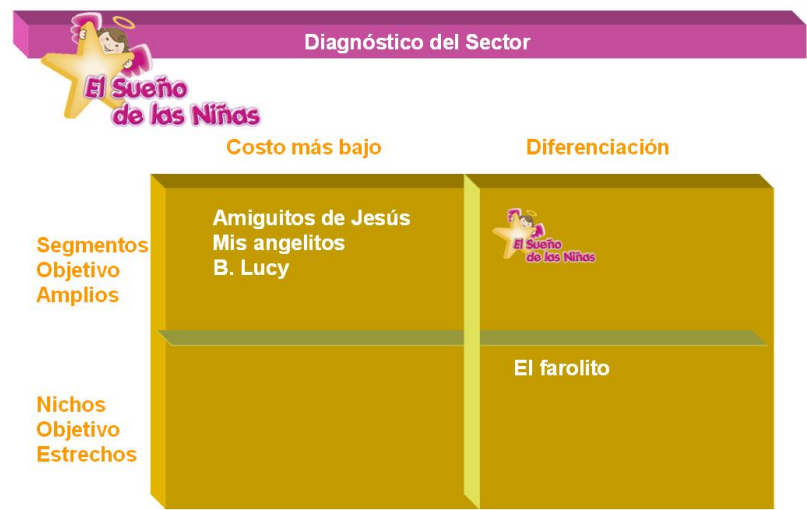 Diagnóstico del Sector
El Sueño
de las Niñas
Costo más bajo
Diferenciación
Segmentos
Objetivo
Amplios
Amiguitos de Jesús
Mis angelitos
B. Lucy
El Sueño
de las Niñas
Nichos
Objetivo
Estrechos
El farolito